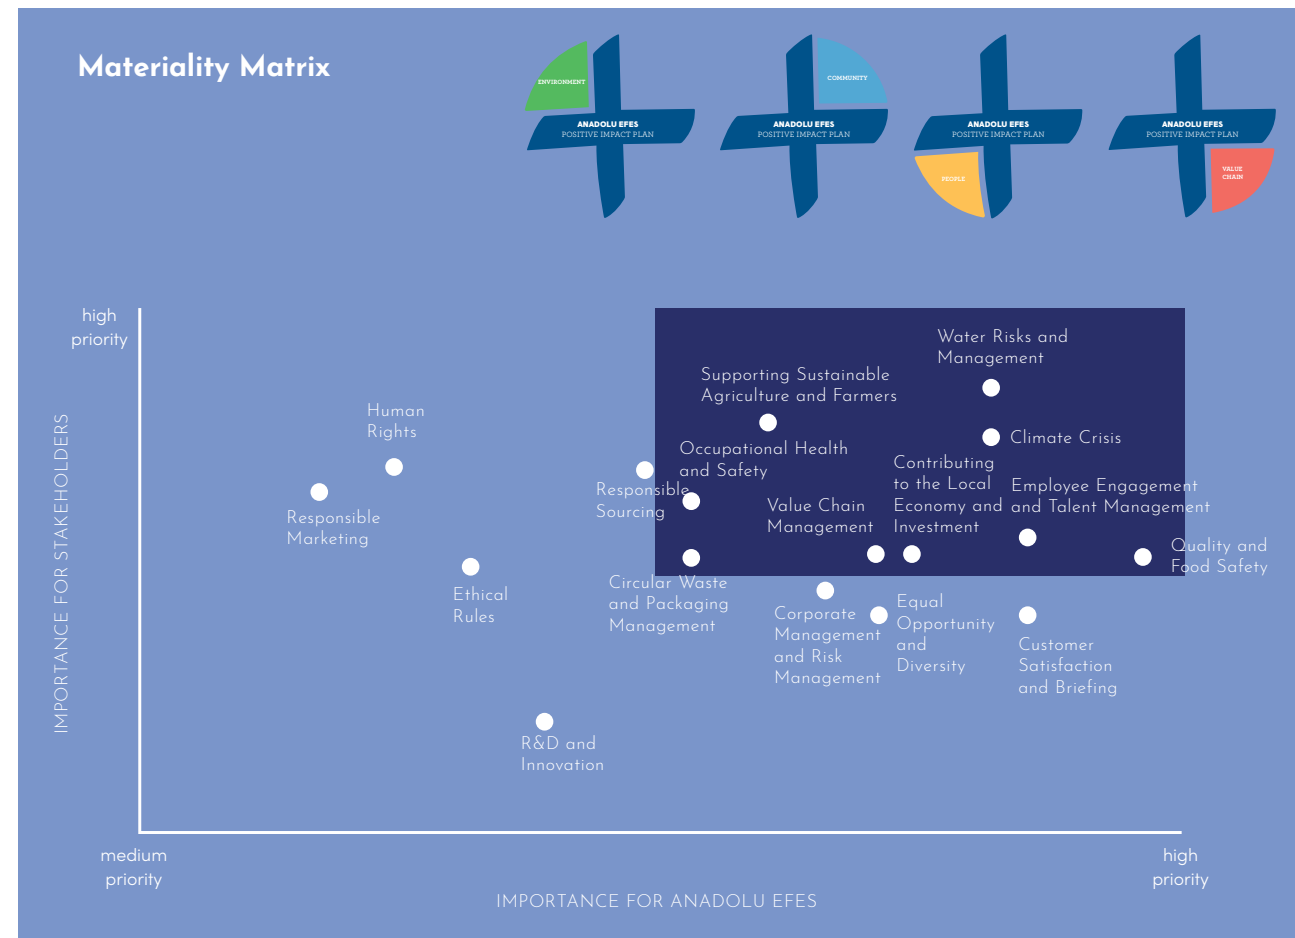 Materiality Matrix
ENVIRONMENT
ANADOLU EFES
POSITIVE IMPACT PLAN
COMMUNITY
ANADOLU EFES
POSITIVE IMPACT PLAN
ANADOLU EFES
POSITIVE IMPACT PLAN
PEOPLE
ANADOLU EFES
POSITIVE IMPACT PLAN
VALUE
CHAIN
high
priority
IMPORTANCE FOR STAKEHOLDERS
Water Risks and
Management
Supporting Sustainable
Agriculture and Farmers
Human
Rights
Climate Crisis
Occupational Health
and Safety
Contributing
to the Local
Economy and
Investment
Employee Engagement
and Talent Management
Responsible
Sourcing
Value Chain
Management
Responsible
Marketing
Quality and
Food Safety
Circular Waste
and Packaging
Management
Ethical
Rules
Corporate
Management
and Risk
Management
Equal
Opportunity
and
Diversity
Customer
Satisfaction
and Briefing
R&D and
Innovation
medium
priority
high
priority
IMPORTANCE FOR ANADOLU EFES